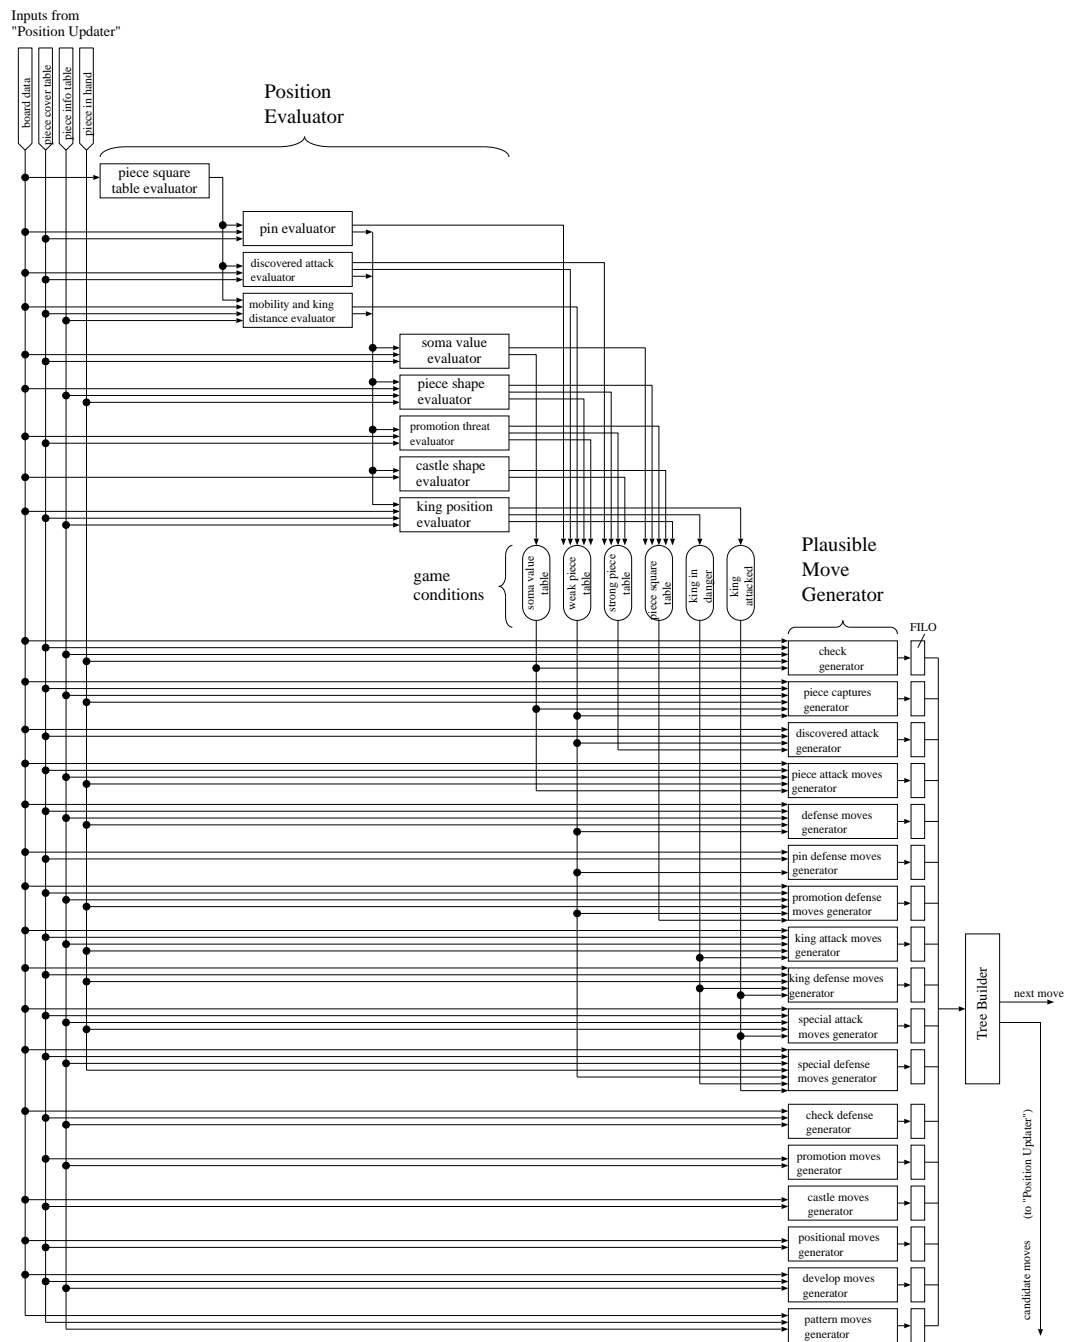 Inputs from
"Position Updater"
board data
piece cover table
piece info table
piece in hand
Position
Evaluator
piece square
table evaluator
pin evaluator
discovered attack
evaluator
mobility and king
distance evaluator
soma value
evaluator
piece shape
evaluator
promotion threat
evaluator
castle shape
evaluator
king position
evaluator
game
conditions
soma value
table
weak piece
table
strong piece
table
piece square
table
king in
danger
king
attacked
Plausible
Move
Generator
FILO
check
generator
piece captures
generator
discovered attack
generator
piece attack moves
generator
defense moves
generator
pin defense moves
generator
promotion defense
moves generator
king attack moves
generator
king defense moves
generator
special attack
moves generator
special defense
moves generator
check defense
generator
promotion moves
generator
castle moves
generator
positional moves
generator
develop moves
generator
pattern moves
generator
Tree Builder
next move
candidate moves (to "Position Updater")